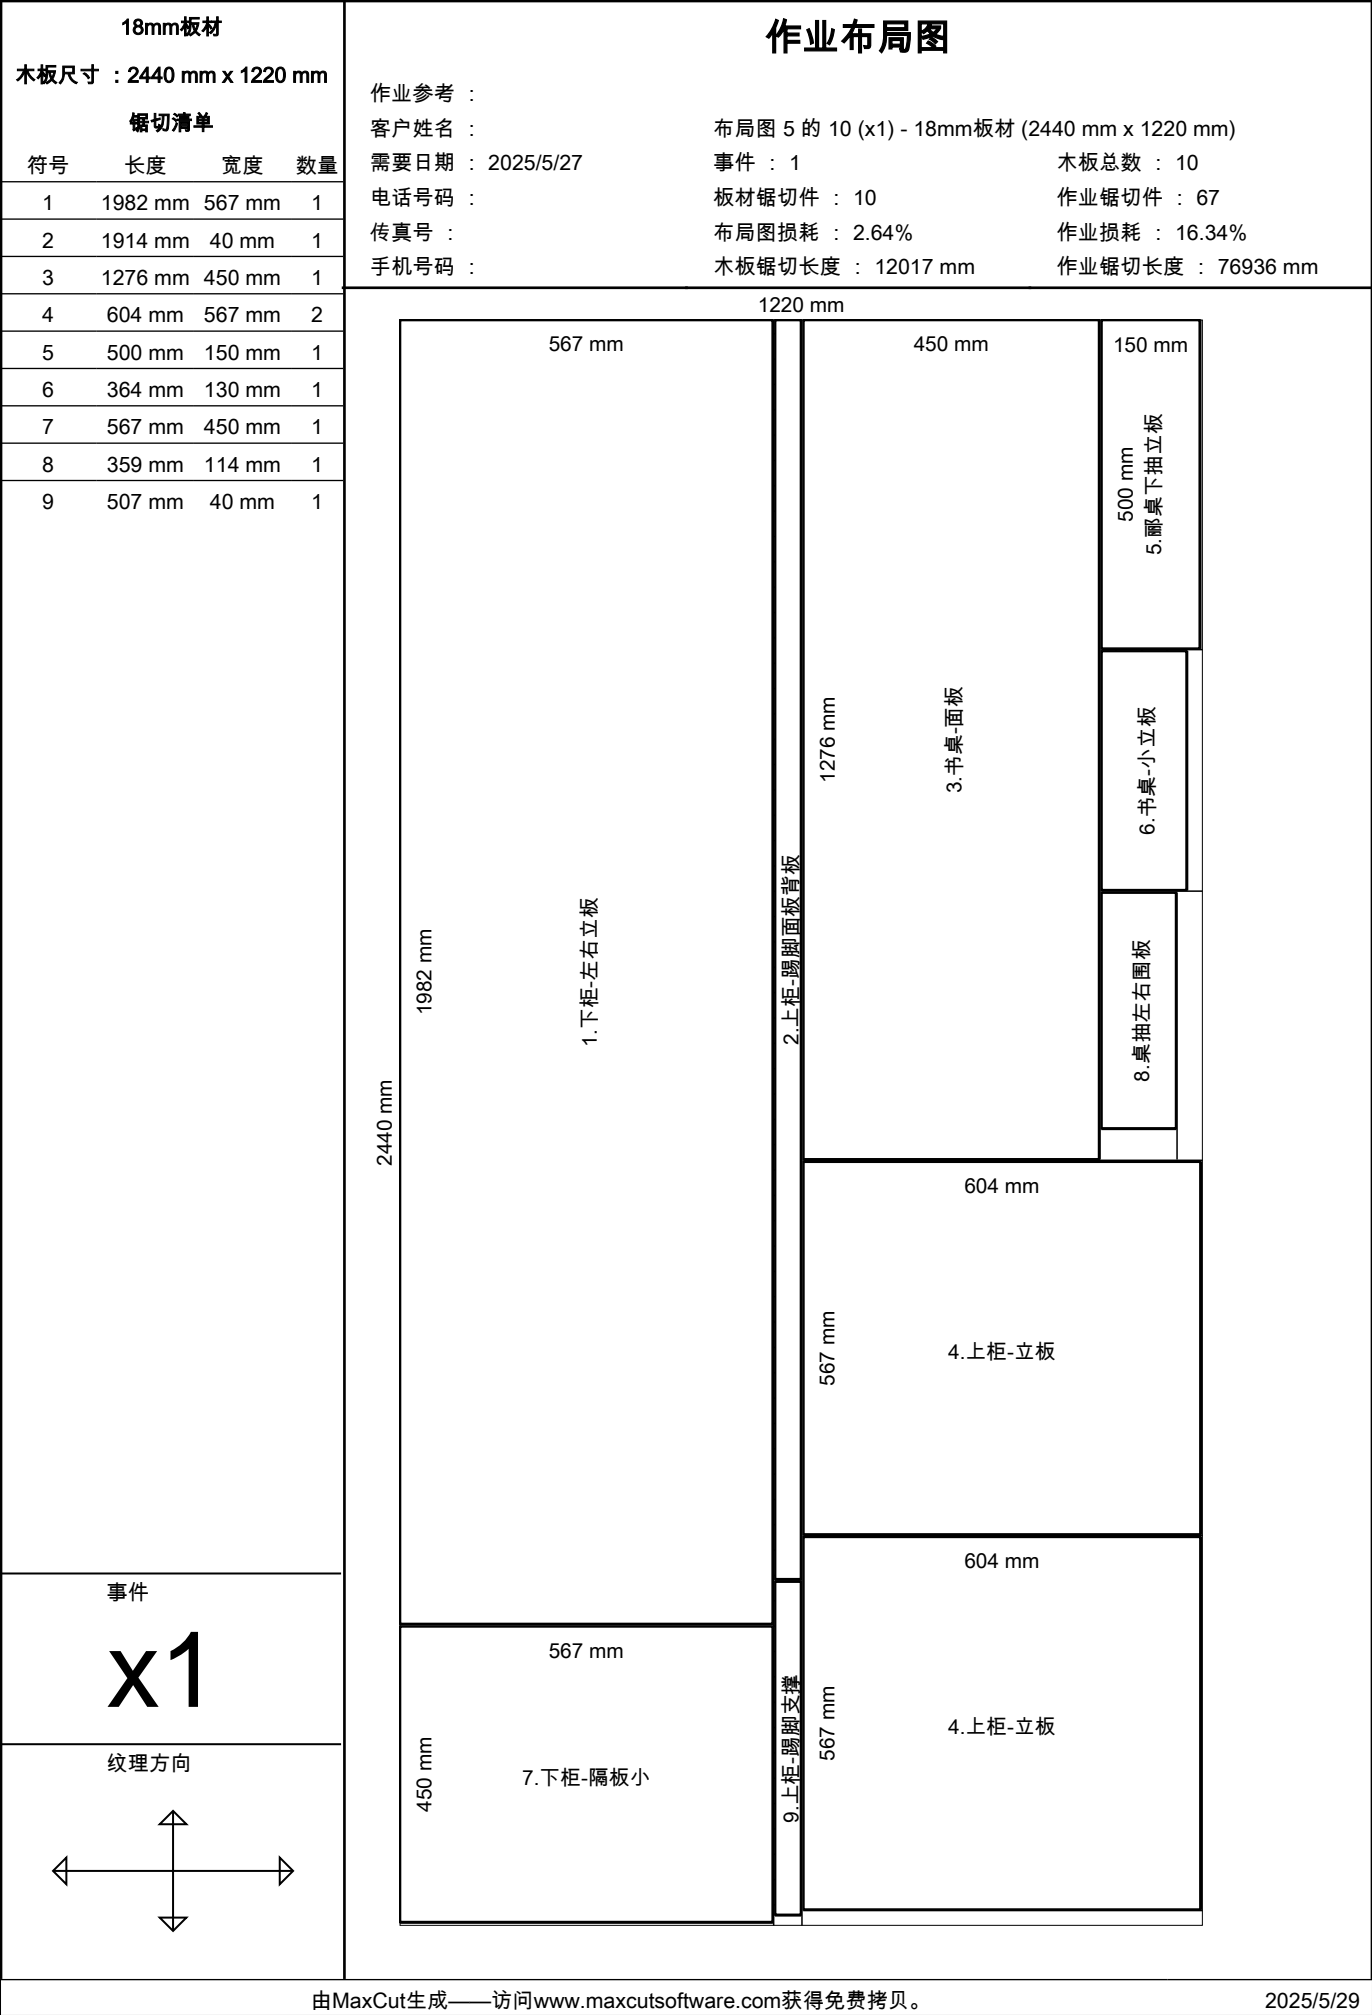 18mm板材
木板尺寸 : 2440 mm x 1220 mm
锯切清单
符号 长度 宽度 数量
1 1982 mm 567 mm 1
2 1914 mm 40 mm 1
3 1276 mm 450 mm 1
4 604 mm 567 mm 2
5 500 mm 150 mm 1
6 364 mm 130 mm 1
7 567 mm 450 mm 1
8 359 mm 114 mm 1
9 507 mm 40 mm 1
事件
x1
纹理方向
作业布局图
作业参考 :
客户姓名 : 布局图 5 的 10 (x1) - 18mm板材 (2440 mm x 1220 mm)
需要日期 : 2025/5/27 事件 : 1 木板总数 : 10
电话号码 : 板材锯切件 : 10 作业锯切件 : 67
传真号 : 布局图损耗 : 2.64% 作业损耗 : 16.34%
手机号码 : 木板锯切长度 : 12017 mm 作业锯切长度 : 76936 mm
1220 mm
2440 mm
567 mm
1982 mm
1.下柜-左右立板
2.上柜-踢脚面板背板
450 mm
1276 mm
3.书桌-面板
150 mm
500 mm
5.郦桌下抽立板
6.书桌-小立板
8.桌抽左右围板
604 mm
567 mm
4.上柜-立板
604 mm
567 mm
4.上柜-立板
567 mm
450 mm
7.下柜-隔板小
9.上柜-踢脚支撑
由MaxCut生成——访问www.maxcutsoftware.com获得免费拷贝。
2025/5/29